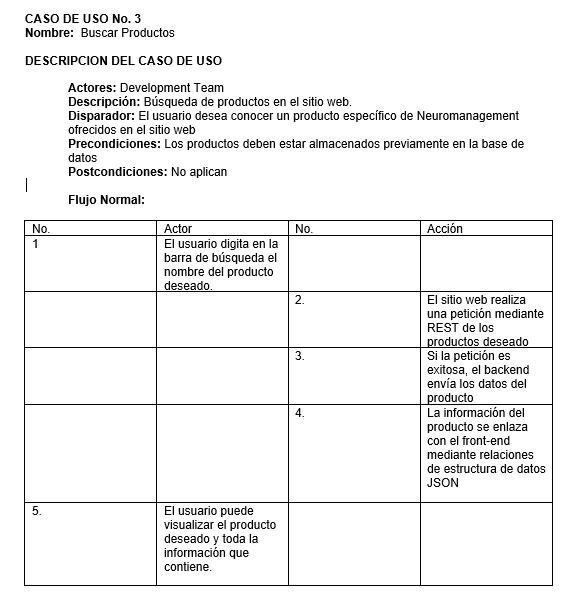 CASO DE USO No. 3
Nombre: Buscar Productos
DESCRIPCION DEL CASO DE USO
Actores: Development Team
Descripción: Búsqueda de productos en el sitio web.
Disparador: El usuario desea conocer un producto específico de Neuromanagement
ofrecidos en el sitio web
Precondiciones: Los productos deben estar almacenados previamente en la base de
datos
Postcondiciones: No aplican
Flujo Normal:
No. Actor No. Acción
1 El usuario digita en la
barra de búsqueda el
nombre del producto
deseado.
2. El sitio web realiza
una petición mediante
REST de los
productos deseado
3. Si la petición es
exitosa, el backend
envía los datos del
producto
4. La información del
producto se enlaza
con el front-end
mediante relaciones
de estructura de datos
JSON
5. El usuario puede
visualizar el producto
deseado y toda la
información que
contiene.